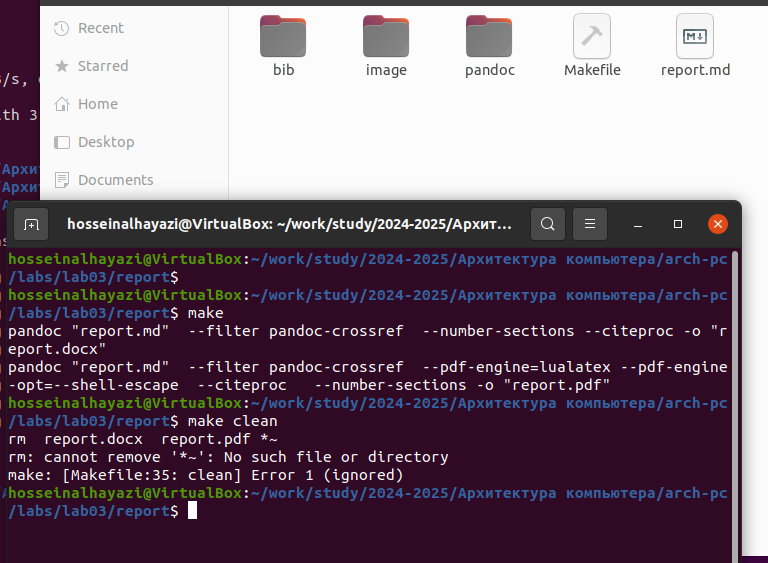 Recent
Starred
Home
Desktop
Documents
bib
image
pandoc
Makefile
report.md
/s,
th 3
/Архи
/Архи
hosseinalhayazi@VirtualBox: ~/work/study/2024-2025/Архит...
hosseinalhayazi@VirtualBox:~/work/study/2024-2025/Архитектура компьютера/arch-pc
/labs/lab03/report$
hosseinalhayazi@VirtualBox:~/work/study/2024-2025/Архитектура компьютера/arch-pc
/labs/lab03/report$ make
pandoc "report.md"  --filter pandoc-crossref  --number-sections --citeproc -o "r
eport.docx"
pandoc "report.md"  --filter pandoc-crossref  --pdf-engine=lualatex --pdf-engine
-opt=--shell-escape  --citeproc   --number-sections -o "report.pdf"
hosseinalhayazi@VirtualBox:~/work/study/2024-2025/Архитектура компьютера/arch-pc
/labs/lab03/report$ make clean
rm  report.docx  report.pdf *~
rm: cannot remove '*~': No such file or directory
make: [Makefile:35: clean] Error 1 (ignored)
hosseinalhayazi@VirtualBox:~/work/study/2024-2025/Архитектура компьютера/arch-pc
/labs/lab03/report$